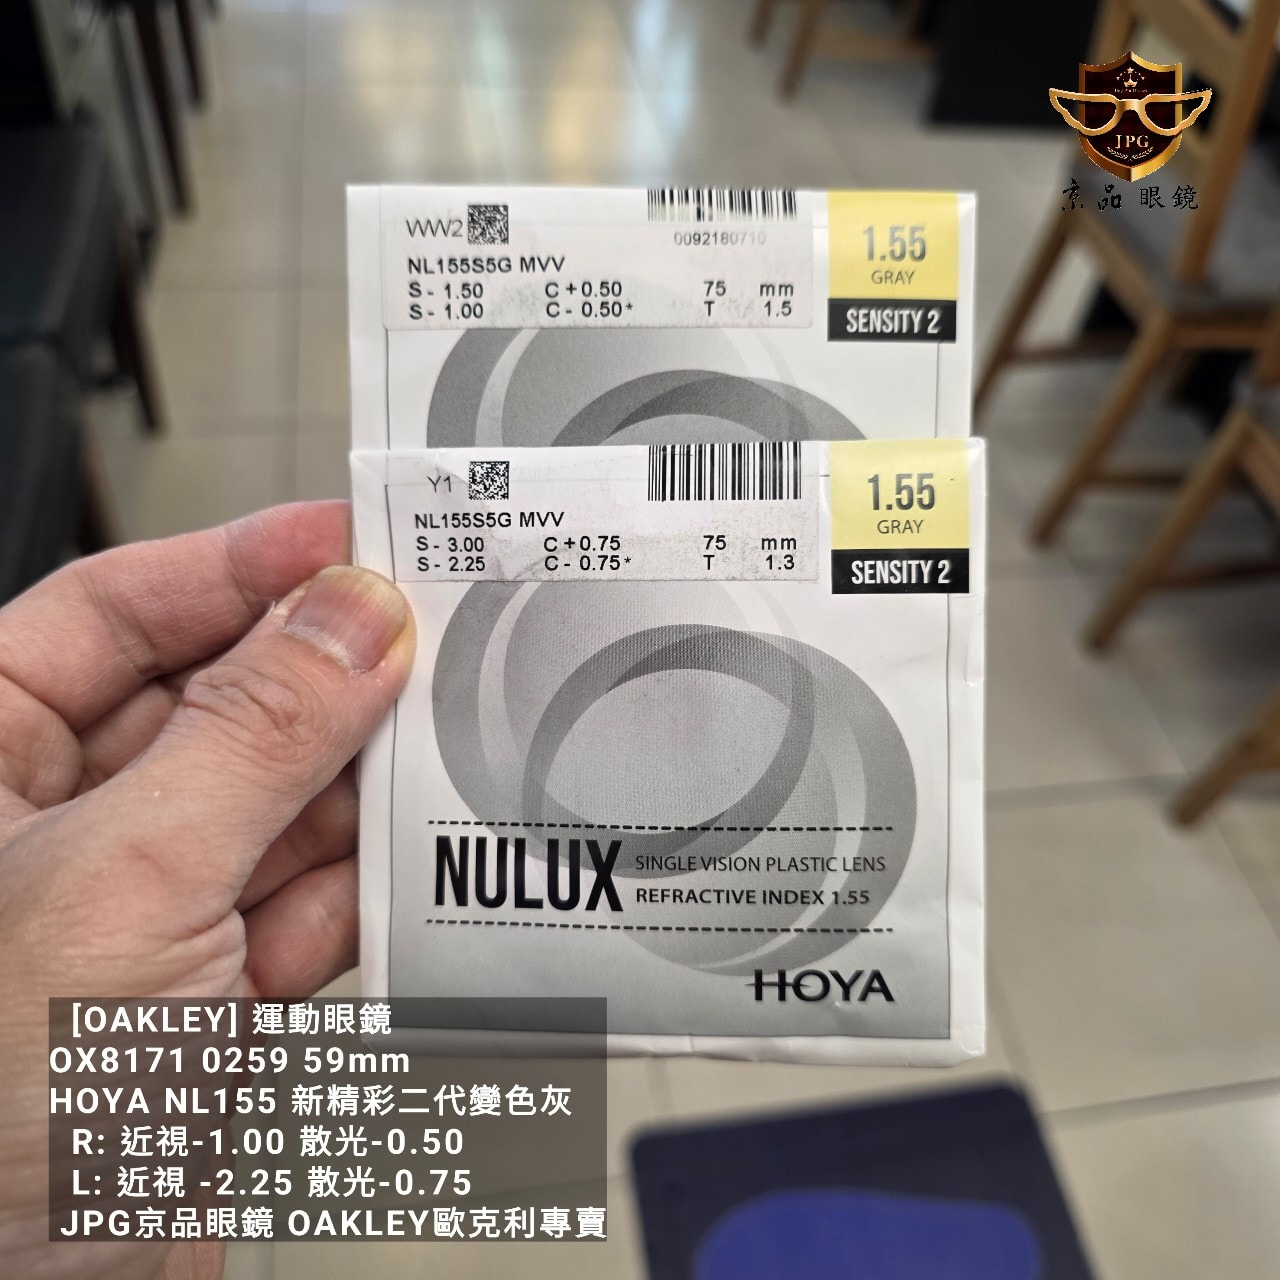 JPG
京品眼鏡
WW2
0092180710
NL155S5G MVV
S - 1.50 C + 0.50 75 mm
S - 1.00 C - 0.50* T 1.5
1.55
GRAY
SENSITY 2
Y1
NL155S5G MVV
S - 3.00 C + 0.75 75 mm
S - 2.25 C - 0.75* T 1.3
1.55
GRAY
SENSITY 2
NULUX
SINGLE VISION PLASTIC LENS
REFRACTIVE INDEX 1.55
HOYA
[OAKLEY] 運動眼鏡
OX8171 0259 59mm
HOYA NL155 新精彩二代變色灰
R: 近視-1.00 散光-0.50
L: 近視 -2.25 散光-0.75
JPG京品眼鏡 OAKLEY歐克利專賣